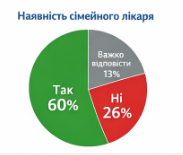 Наявність сімейного лікаря
Важко
відповісти
13%
Так
60%
Ні
26%